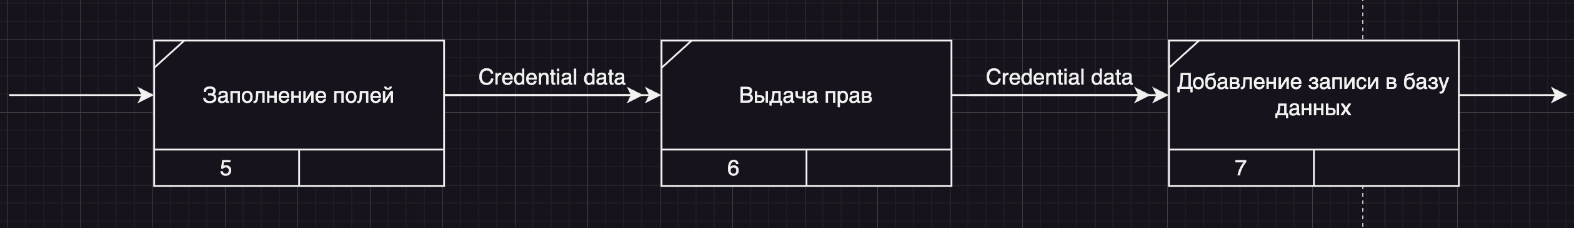 Заполнение полей
5
Credential data
Выдача прав
6
Credential data
Добавление записи в базу
данных
7